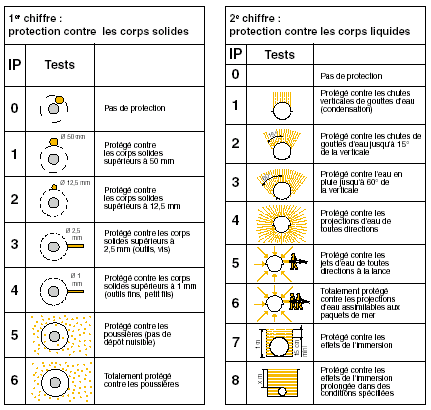 1er chiffre :
protection contre les corps solides
IP Tests
0
Pas de protection
1
Ø 50 mm
Protégé contre
les corps solides
supérieurs à 50 mm
2
Ø 12,5 mm
Protégé contre
les corps solides
supérieurs à 12,5 mm
3
Ø 2,5
mm
Protégé contre les corps
solides supérieurs à
2,5 mm (outils, vis)
4
Ø 1
mm
Protégé contre les corps
solides supérieurs à 1 mm
(outils fins, petit fils)
5
Protégé contre les
poussières (pas de
dépôt nuisible)
6
Totalement protégé
contre les poussières
2e chiffre :
protection contre les corps liquides
IP Tests
0
Pas de protection
1
Protégé contre les chutes
verticales de gouttes d'eau
(condensation)
2
Protégé contre les chutes de
gouttes d'eau jusqu'à 15°
de la verticale
3
Protégé contre l'eau en
pluie jusqu'à 60° de
la verticale
4
Protégé contre les
projections d'eau de
toutes directions
5
Protégé contre les
jets d'eau de toutes
directions à la lance
6
Totalement protégé
contre les projections
d'eau assimilables aux
paquets de mer
7
1 m
15 cm
mini
Protégé contre les
effets de l'immersion
8
x m
Protégé contre les
effets de l'immersion
prolongée dans des
conditions spécifiées